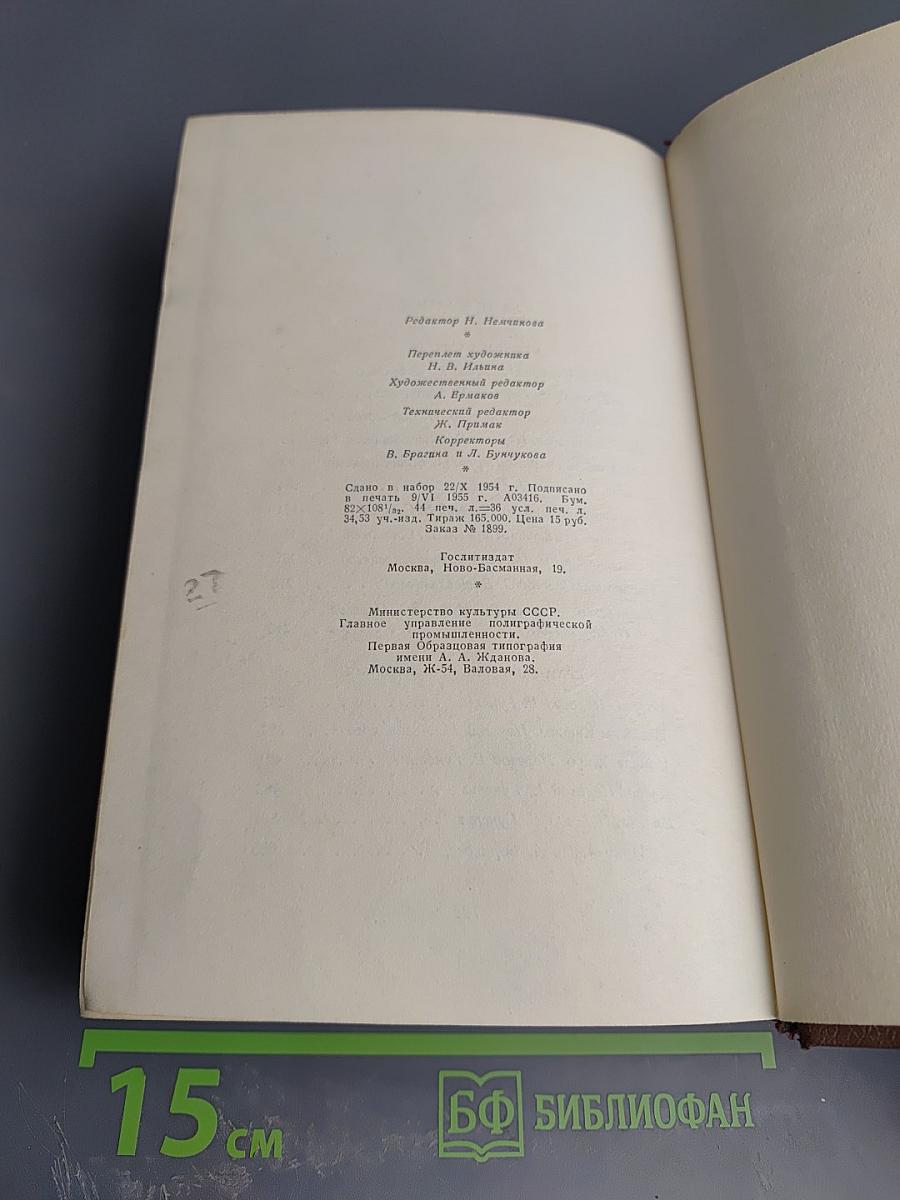 Редактор Н. Немчинова
*
Переплет художника
Н. В. Ильина
Художественный редактор
А. Ермаков
Технический редактор
Ж. Примак
Корректоры
В. Брагина и Л. Бунчукова
*
Сдано в набор 22/X 1954 г. Подписано
в печать 9/VI 1955 г. А03416. Бум.
82×108¹/₃₂. 44 печ. л.=36 усл. печ. л.
34,53 уч.-изд. Тираж 165.000. Цена 15 руб.
Заказ № 1899.
Гослитиздат
Москва, Ново-Басманная, 19.
*
Министерство культуры СССР.
Главное управление полиграфической
промышленности.
Первая Образцовая типография
имени А. А. Жданова.
Москва, Ж-54, Валовая, 28.
15 см
БФ БИБЛИОФАН